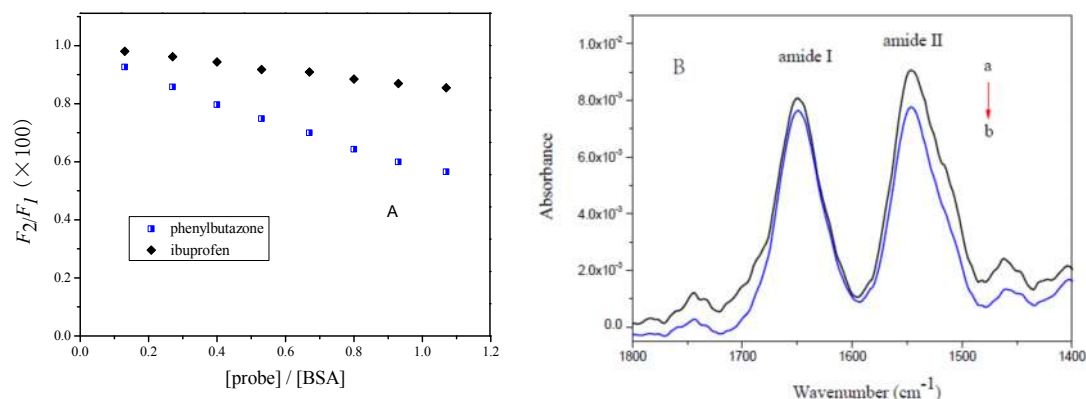 1.0
0.8
0.6
0.4
0.2
0.0
0.0 0.2 0.4 0.6 0.8 1.0 1.2
F₂/F₁ (×100)
[probe] / [BSA]
A
phenylbutazone
ibuprofen
B
amide I
amide II
a
b
1.0x10⁻²
8.0x10⁻³
6.0x10⁻³
4.0x10⁻³
2.0x10⁻³
0.0
1800 1700 1600 1500 1400
Absorbance
Wavenumber (cm⁻¹)